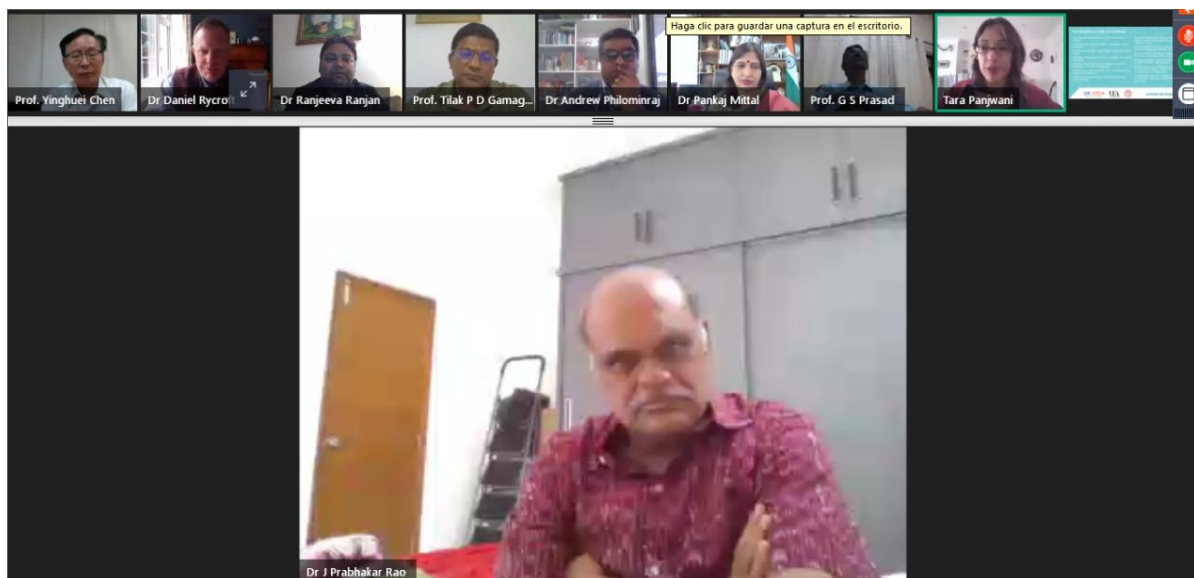 Haga clic para guardar una captura en el escritorio.
Prof. Yinghuei Chen
Dr Daniel Rycroft
Dr Ranjeeva Ranjan
Prof. Tilak P D Gamag...
Dr Andrew Philominraj
Dr Pankaj Mittal
Prof. G S Prasad
Tara Panjwani
Dr J Prabhakar Rao